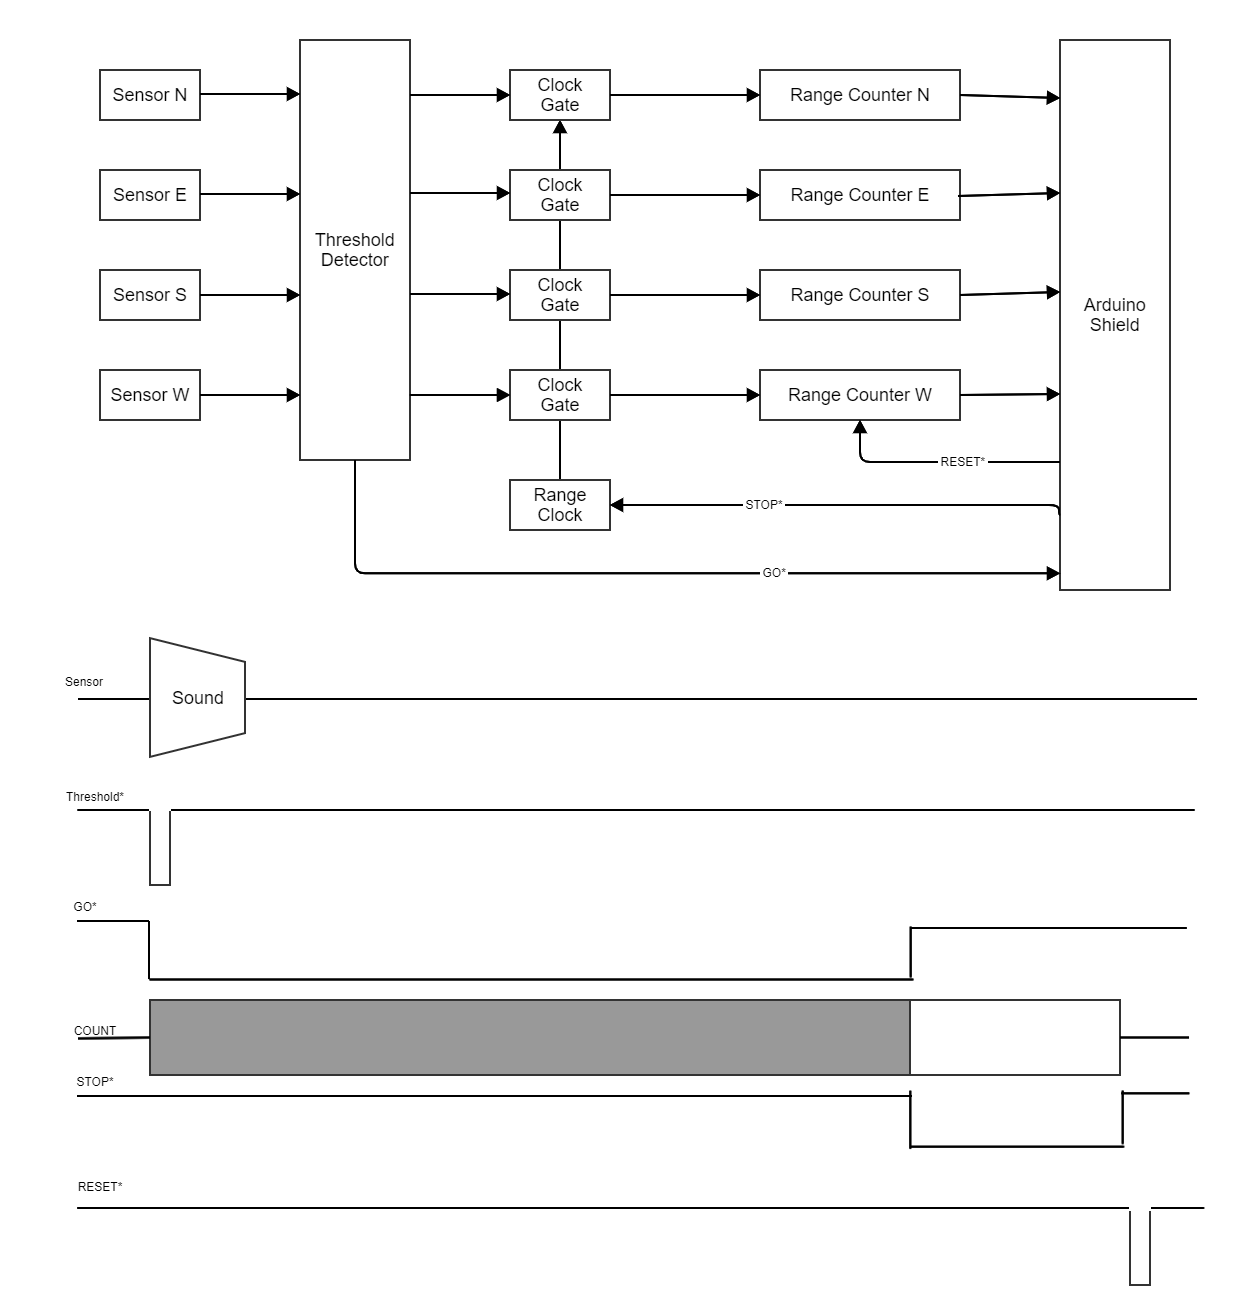 Sensor N
Clock
Gate
Range Counter N
Sensor E
Clock
Gate
Range Counter E
Threshold
Detector
Sensor S
Clock
Gate
Range Counter S
Arduino
Shield
Sensor W
Clock
Gate
Range Counter W
RESET*
Range
Clock
STOP*
GO*
Sensor
Sound
Threshold*
GO*
COUNT
STOP*
RESET*